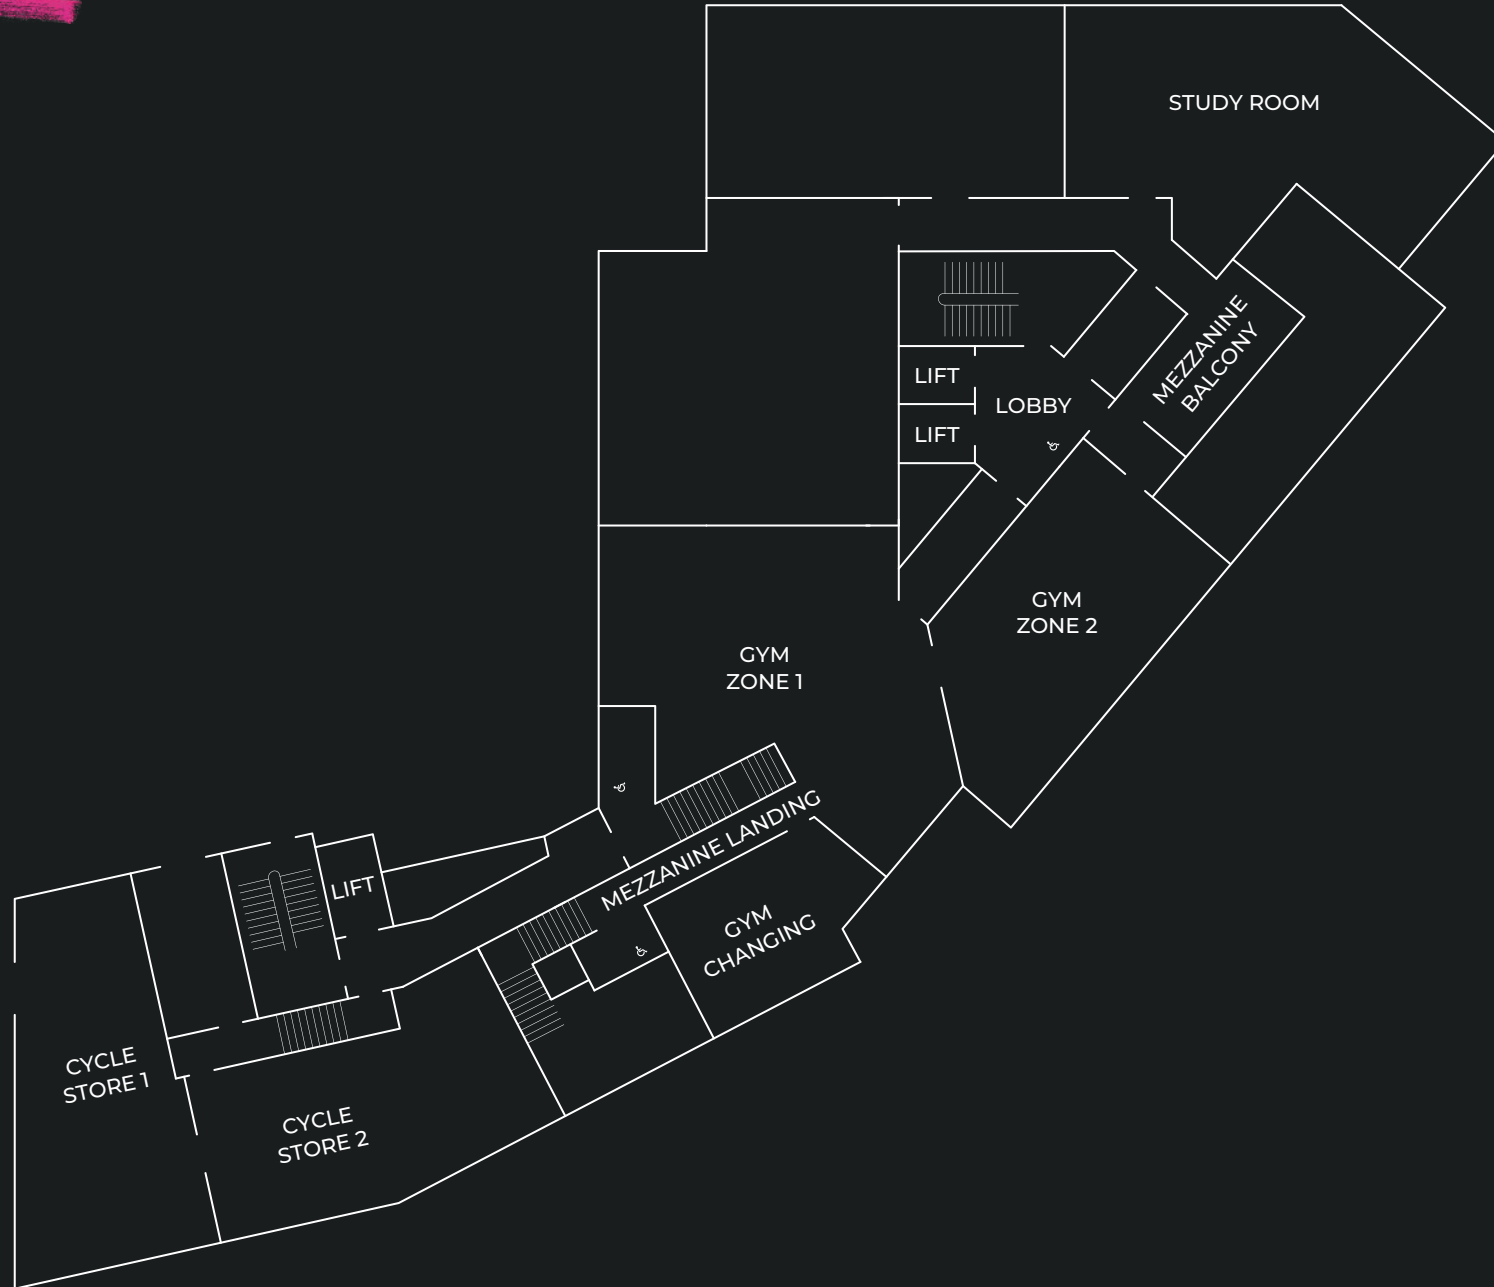 STUDY ROOM
MEZZANINE
BALCONY
LIFT
LOBBY
LIFT
GYM
ZONE 2
GYM
ZONE 1
MEZZANINE LANDING
LIFT
GYM
CHANGING
CYCLE
STORE 1
CYCLE
STORE 2